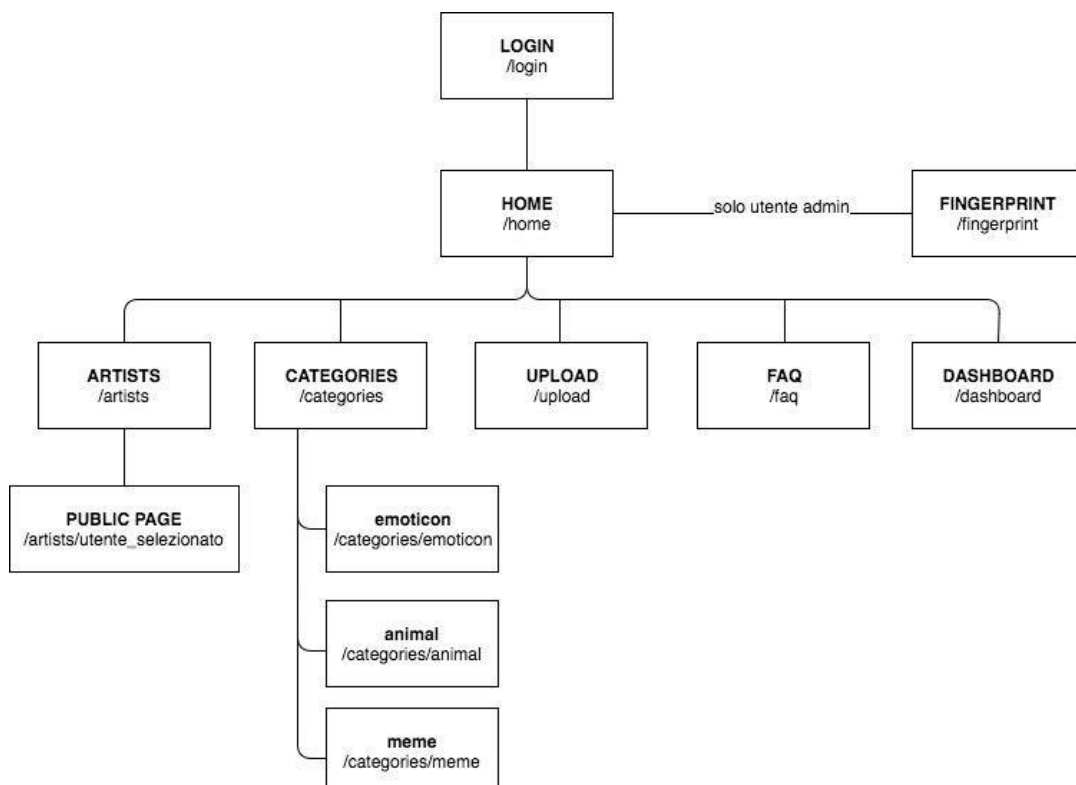 LOGIN
/login
HOME
/home
solo utente admin
FINGERPRINT
/fingerprint
ARTISTS
/artists
CATEGORIES
/categories
UPLOAD
/upload
FAQ
/faq
DASHBOARD
/dashboard
PUBLIC PAGE
/artists/utente_selezionato
emoticon
/categories/emoticon
animal
/categories/animal
meme
/categories/meme